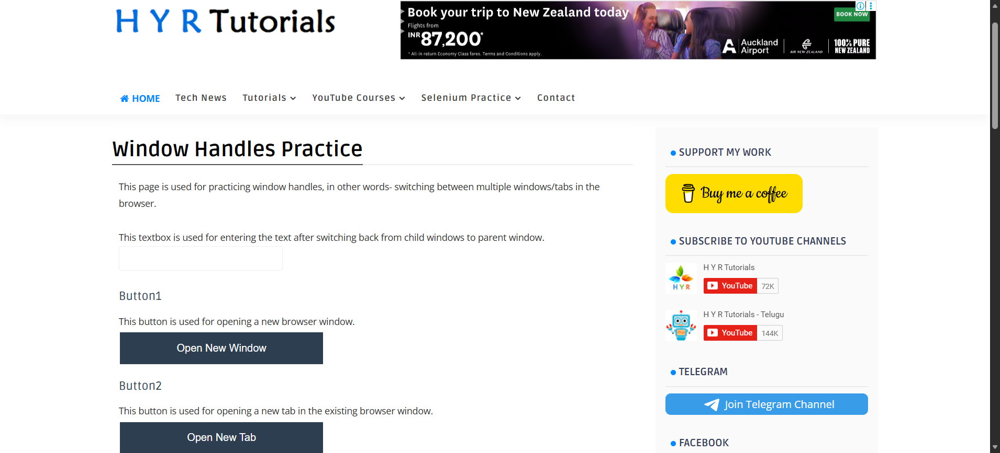 H Y R Tutorials
Book your trip to New Zealand today
BOOK NOW
Flights from
INR 87,200*
* All-in return Economy Class fares. Terms and Conditions apply.
Auckland
Airport
AIR NEW ZEALAND
100% PURE
NEW ZEALAND
HOME Tech News Tutorials YouTube Courses Selenium Practice Contact
Window Handles Practice
This page is used for practicing window handles, in other words- switching between multiple windows/tabs in the
browser.
This textbox is used for entering the text after switching back from child windows to parent window.
Button1
This button is used for opening a new browser window.
Open New Window
Button2
This button is used for opening a new tab in the existing browser window.
Open New Tab
SUPPORT MY WORK
Buy me a coffee
SUBSCRIBE TO YOUTUBE CHANNELS
H Y R Tutorials
HYR
YouTube 72K
H Y R Tutorials - Telugu
YouTube 144K
TELEGRAM
Join Telegram Channel
FACEBOOK